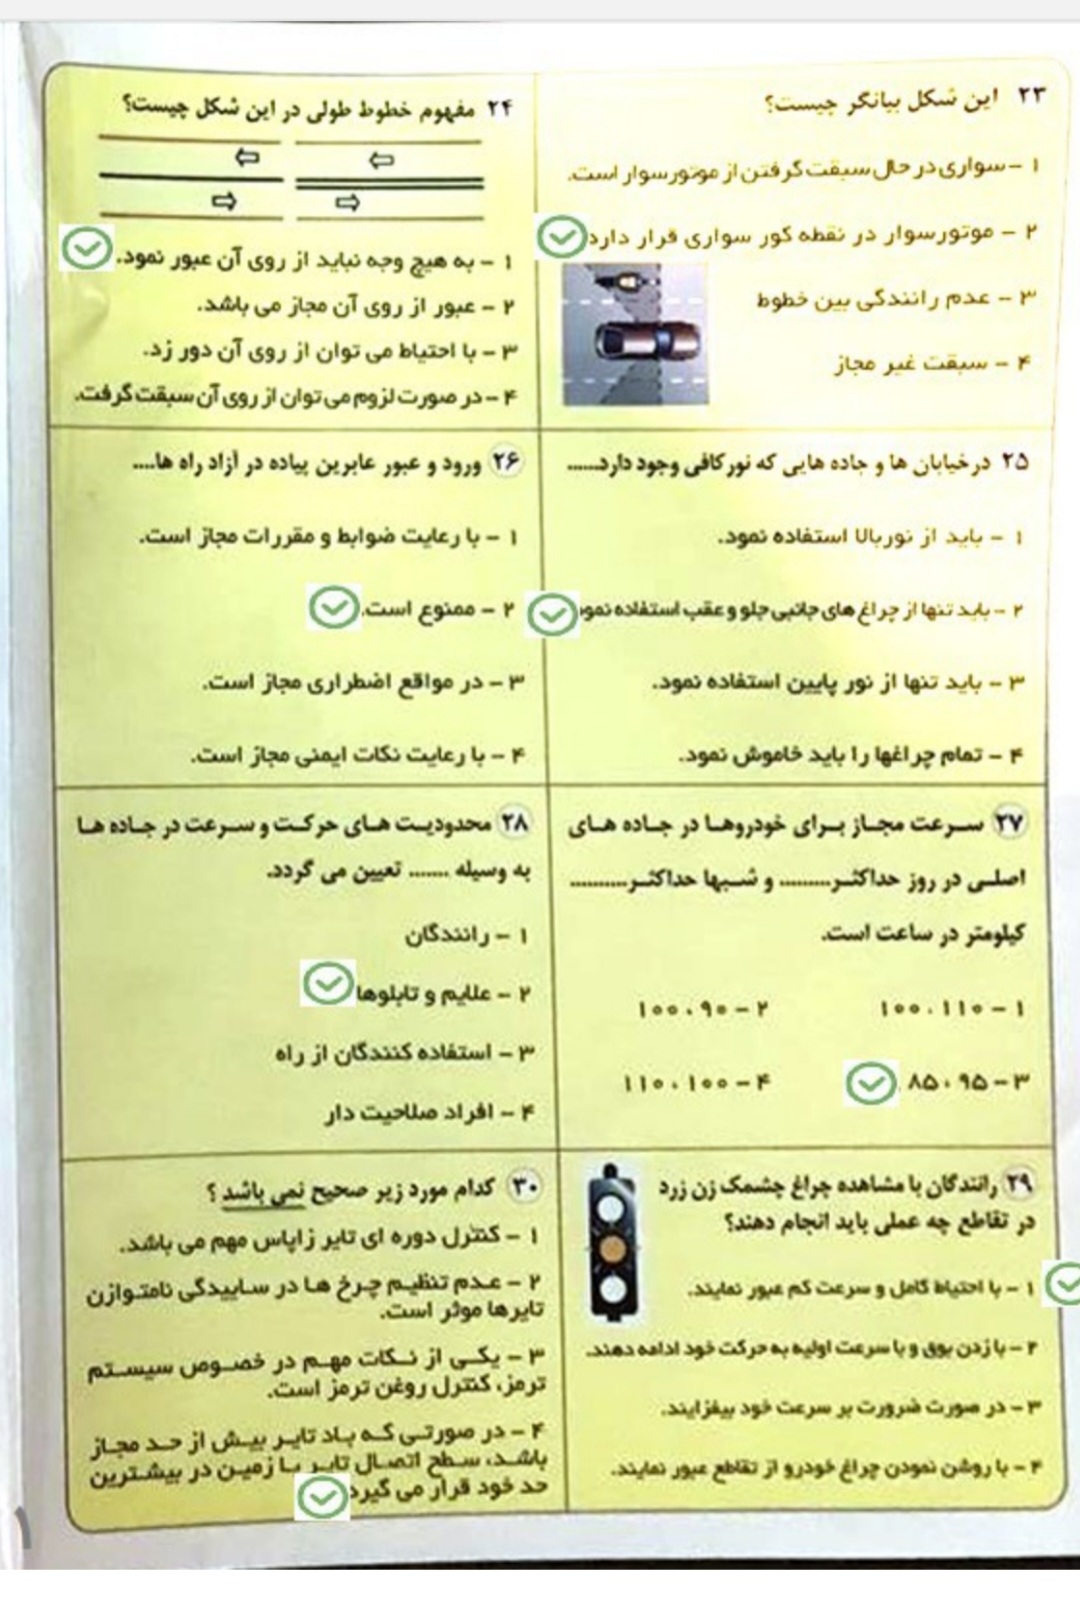 ۲۳ این شکل بیانگر چیست؟
۱ - سواری در حال سبقت گرفتن از موتورسوار است.
۲ - موتورسوار در نقطه کور سواری قرار دارد
۳ - عدم رانندگی بین خطوط
۴ - سبقت غیر مجاز
۲۴ مفهوم خطوط طولی در این شکل چیست؟
۱ - به هیچ وجه نباید از روی آن عبور نمود.
۲ - عبور از روی آن مجاز می باشد.
۳ - با احتیاط می توان از روی آن دور زد.
۴ - در صورت لزوم می توان از روی آن سبقت گرفت.
۲۵ در خیابان ها و جاده هایی که نور کافی وجود دارد......
۱ - باید از نور بالا استفاده نمود.
۲ - باید تنها از چراغ های جانبی جلو و عقب استفاده نمود
۳ - باید تنها از نور پایین استفاده نمود.
۴ - تمام چراغها را باید خاموش نمود.
۲۶ ورود و عبور عابرین پیاده در آزاد راه ها....
۱ - با رعایت ضوابط و مقررات مجاز است.
۲ - ممنوع است.
۳ - در مواقع اضطراری مجاز است.
۴ - با رعایت نکات ایمنی مجاز است.
۲۷ سرعت مجاز برای خودروها در جاده های
اصلی در روز حداکثر......... و شبها حداکثر..........
کیلومتر در ساعت است.
۱ - ۱۱۰ ، ۱۰۰ ۲ - ۹۰ ، ۱۰۰
۳ - ۹۵ ، ۸۵ ۴ - ۱۰۰ ، ۱۱۰
۲۸ محدودیت های حرکت و سرعت در جاده ها
به وسیله ....... تعیین می گردد.
۱ - رانندگان
۲ - علایم و تابلوها
۳ - استفاده کنندگان از راه
۴ - افراد صلاحیت دار
۲۹ رانندگان با مشاهده چراغ چشمک زن زرد
در تقاطع چه عملی باید انجام دهند؟
۱ - با احتیاط کامل و سرعت کم عبور نمایند.
۲ - با زدن بوق و با سرعت اولیه به حرکت خود ادامه دهند.
۳ - در صورت ضرورت بر سرعت خود بیفزایند.
۴ - با روشن نمودن چراغ خودرو از تقاطع عبور نمایند.
۳۰ کدام مورد زیر صحیح نمی باشد ؟
۱ - کنترل دوره ای تایر زاپاس مهم می باشد.
۲ - عدم تنظیم چرخ ها در ساییدگی نامتوازن
تایرها موثر است.
۳ - یکی از نکات مهم در خصوص سیستم
ترمز، کنترل روغن ترمز است.
۴ - در صورتی که باد تایر بیش از حد مجاز
باشد، سطح اتصال تایر با زمین در بیشترین
حد خود قرار می گیرد